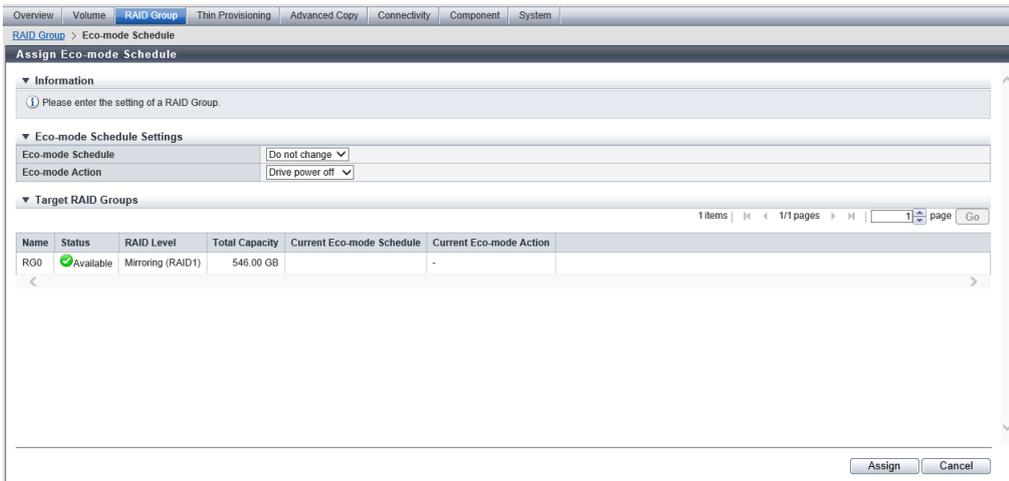 Overview Volume RAID Group Thin Provisioning Advanced Copy Connectivity Component System
RAID Group > Eco-mode Schedule
Assign Eco-mode Schedule
Information
Please enter the setting of a RAID Group.
Eco-mode Schedule Settings
Eco-mode Schedule Do not change
Eco-mode Action Drive power off
Target RAID Groups
1 items 1/1 pages 1 page Go
Name Status RAID Level Total Capacity Current Eco-mode Schedule Current Eco-mode Action
RG0 Available Mirroring (RAID1) 546.00 GB -
Assign Cancel